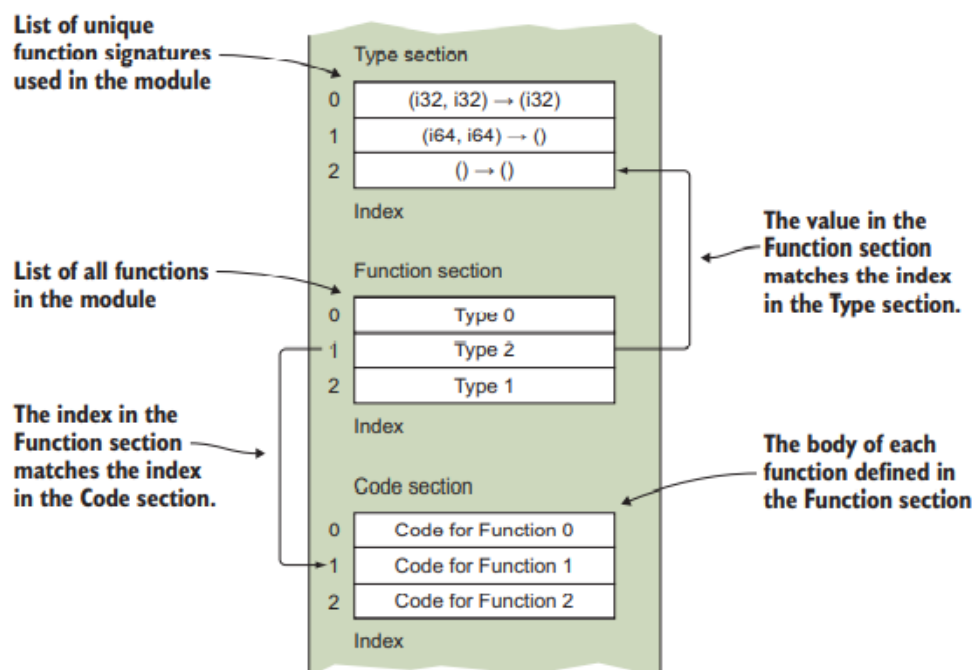 List of unique
function signatures
used in the module
Type section
0
(i32, i32) → (i32)
1
(i64, i64) → ()
2
() → ()
Index
The value in the
Function section
matches the index
in the Type section.
List of all functions
in the module
Function section
0
Type 0
1
Type 2
2
Type 1
Index
The index in the
Function section
matches the index
in the Code section.
The body of each
function defined in
the Function section
Code section
0
Code for Function 0
1
Code for Function 1
2
Code for Function 2
Index